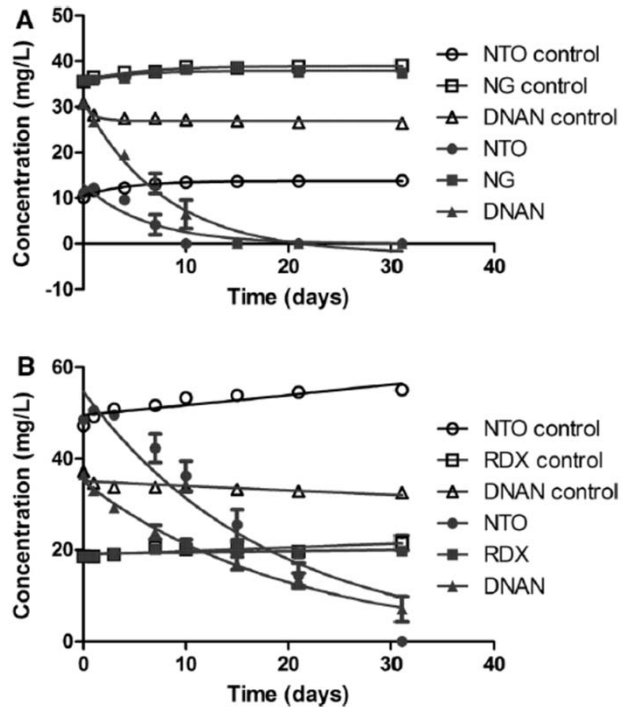 A
Concentration (mg/L)
50
40
30
20
10
0
-10
10
20
30
40
Time (days)
NTO control
NG control
DNAN control
NTO
NG
DNAN
B
Concentration (mg/L)
60
40
20
0
0
10
20
30
40
Time (days)
NTO control
RDX control
DNAN control
NTO
RDX
DNAN